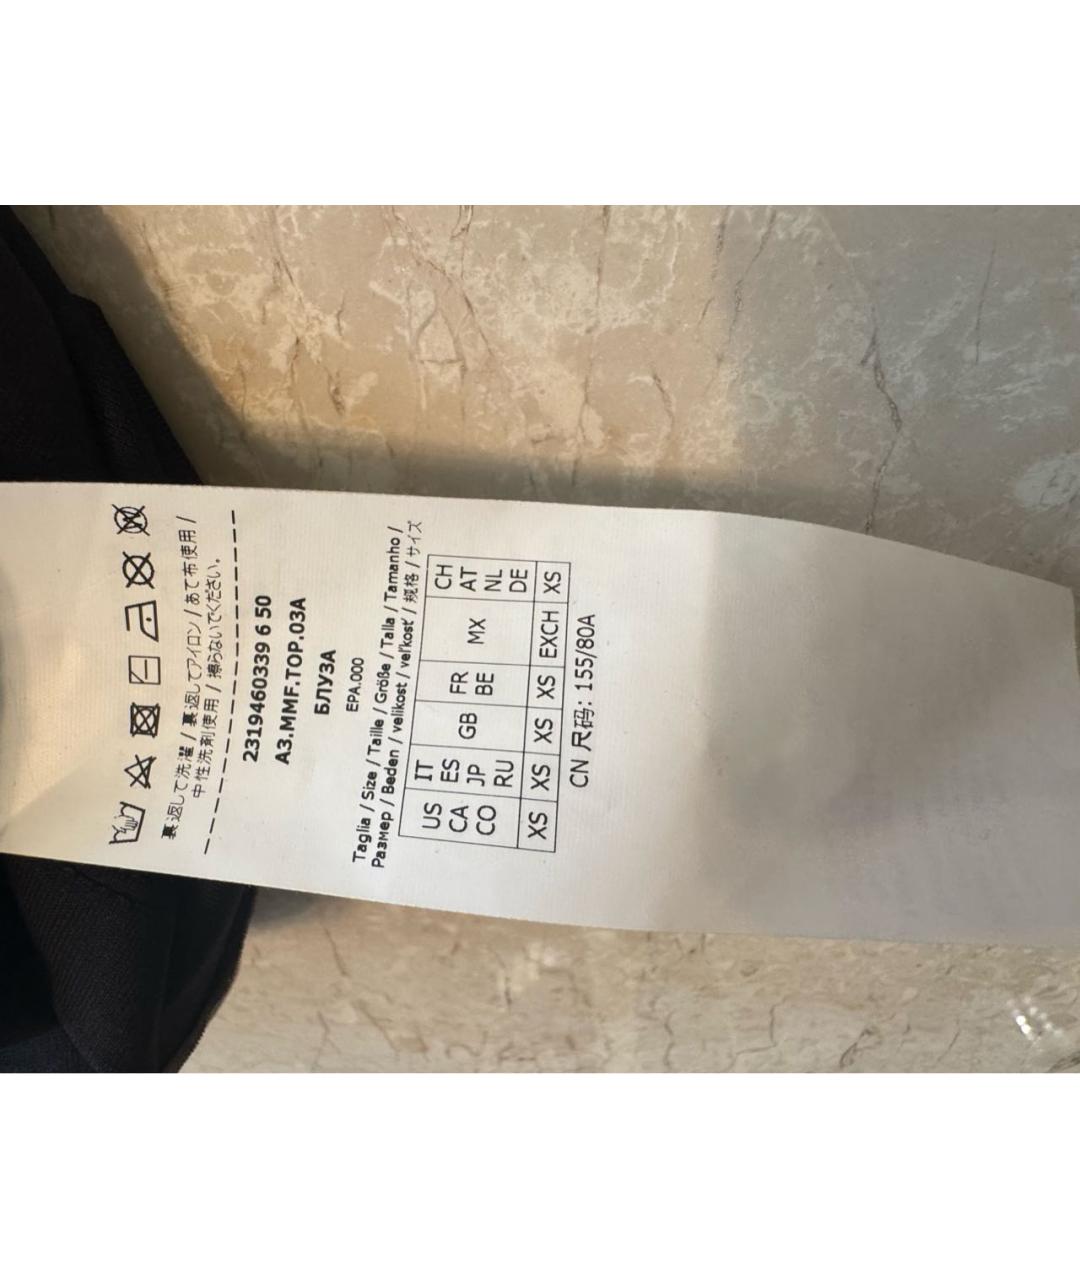 裏返しで洗濯 / 裏返してアイロン / あて布使用 /
中性洗剤使用 / 擦らないでください。
2319460339 6 50
A3.MMF.TOP.03A
БЛУЗА
EPA.000
Taglia / Size / Taille / Größe / Talla / Tamanho /
Размер / Beden / velikost / veľkosť / 规格 / サイズ
US IT GB FR MX CH
CA ES BE AT
CO JP NL
RU DE
XS XS XS XS EXCH XS
CN 尺码: 155/80A